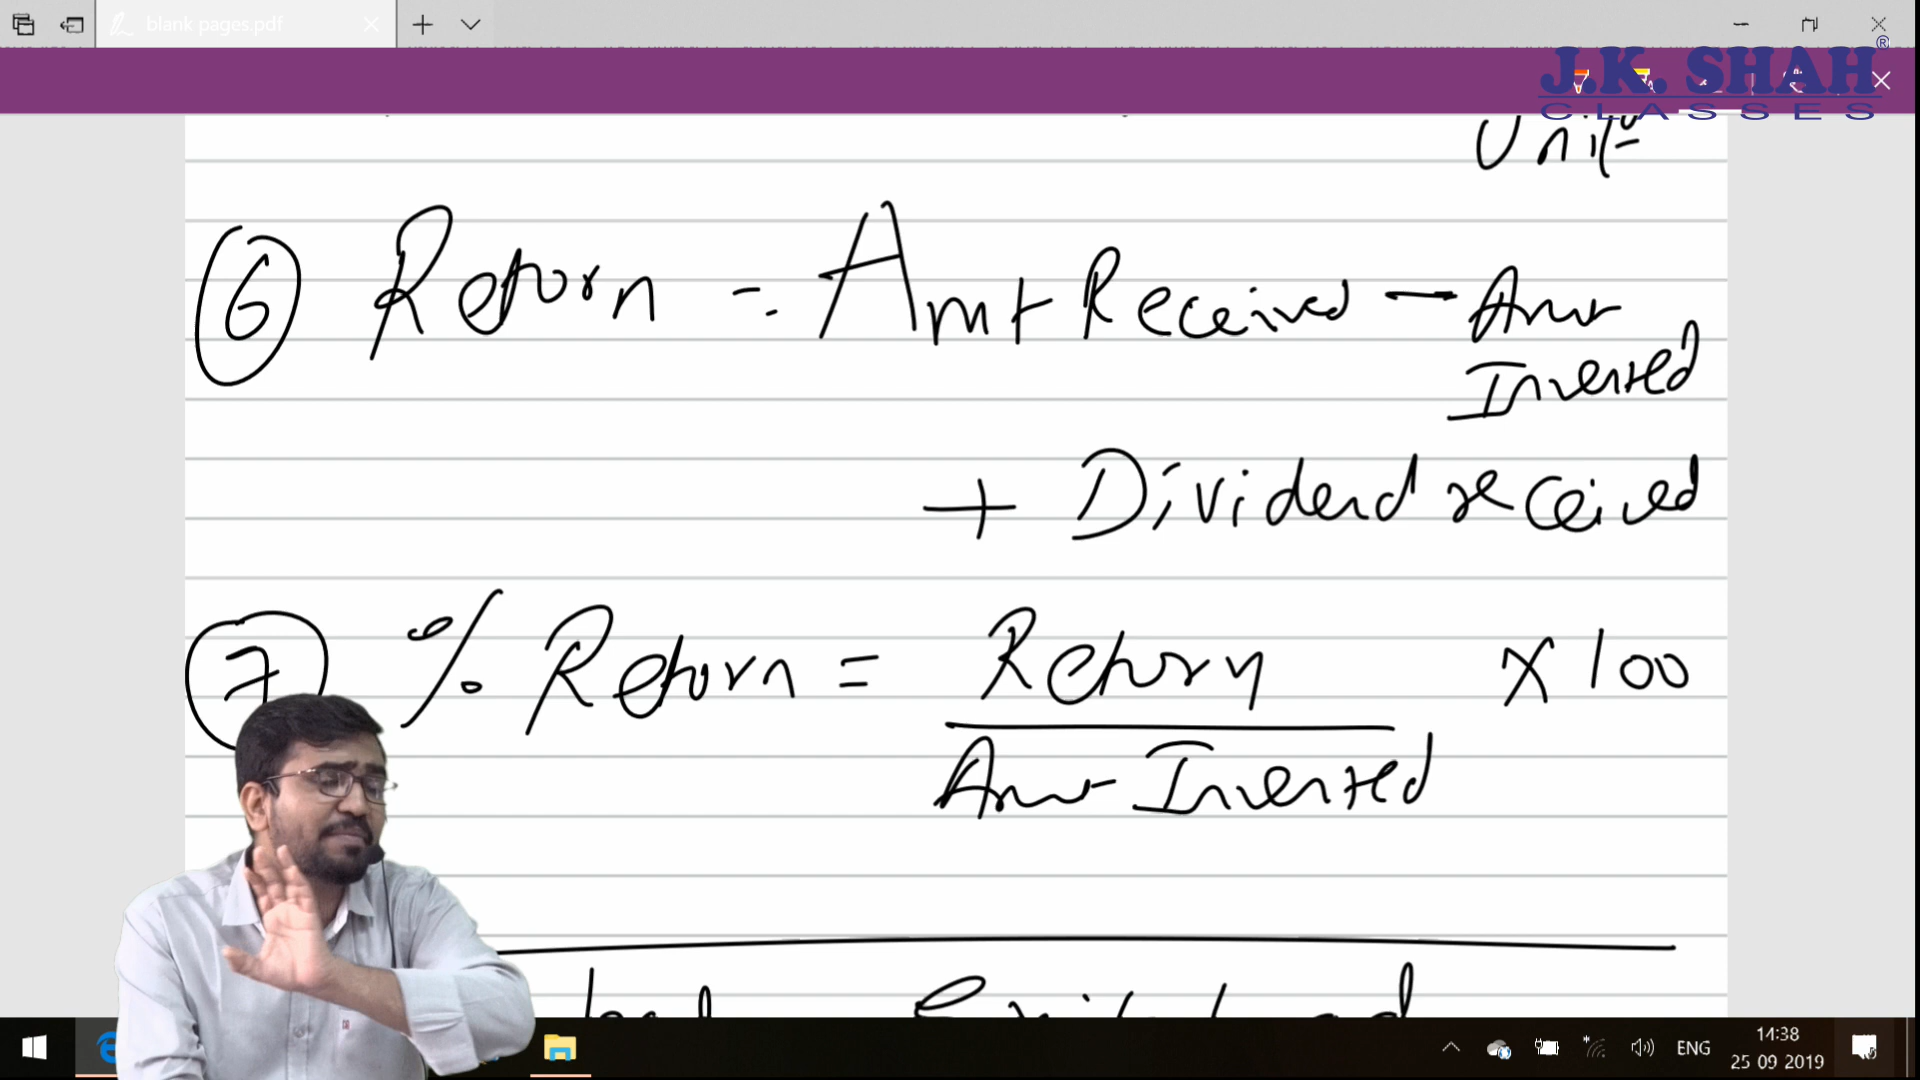 blank pages.pdf
J.K. SHAH®
CLASSES
Unit
⑥ Return = Amt Received - Amt
Invested
+ Dividend received
⑦ % Return = Return × 100
Amt Invested
load
ENG
14:38
25 09 2019